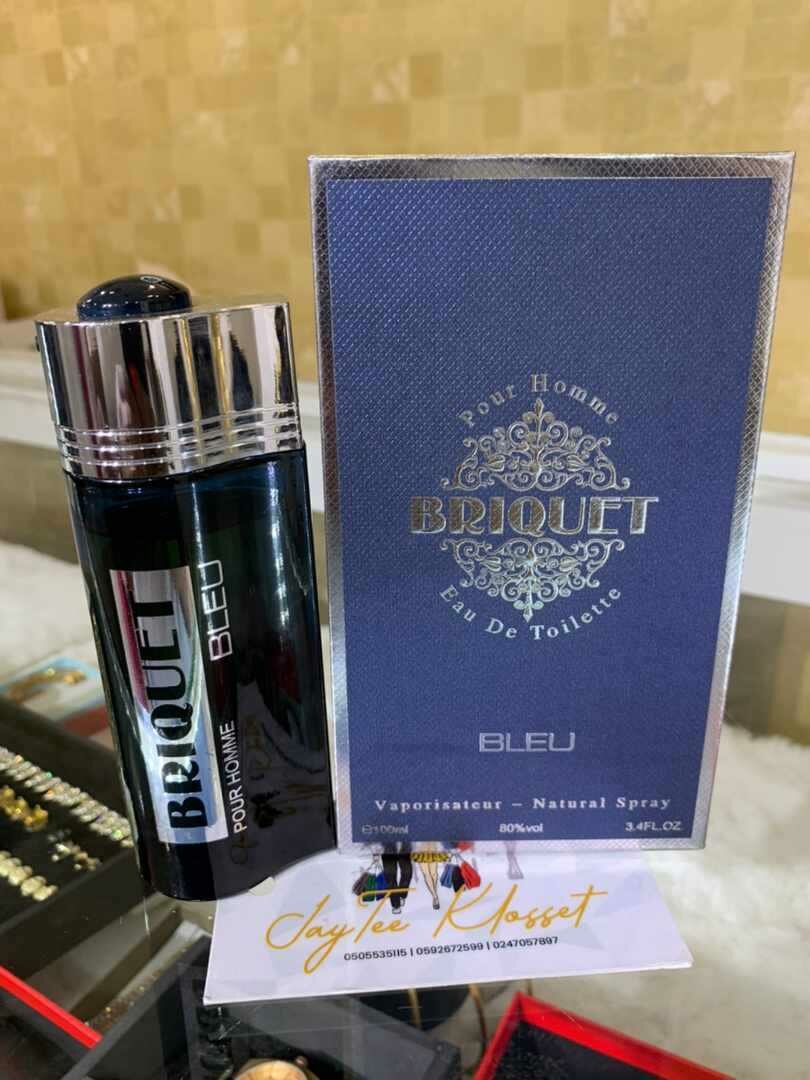 BRIQUET
POUR HOMME BLEU
Pour Homme
BRIQUET
Eau De Toilette
BLEU
Vaporisateur – Natural Spray
℮100ml 80%vol 3.4FL.OZ.
JayTee Klosset
0505535115 | 0592672599 | 0247057897